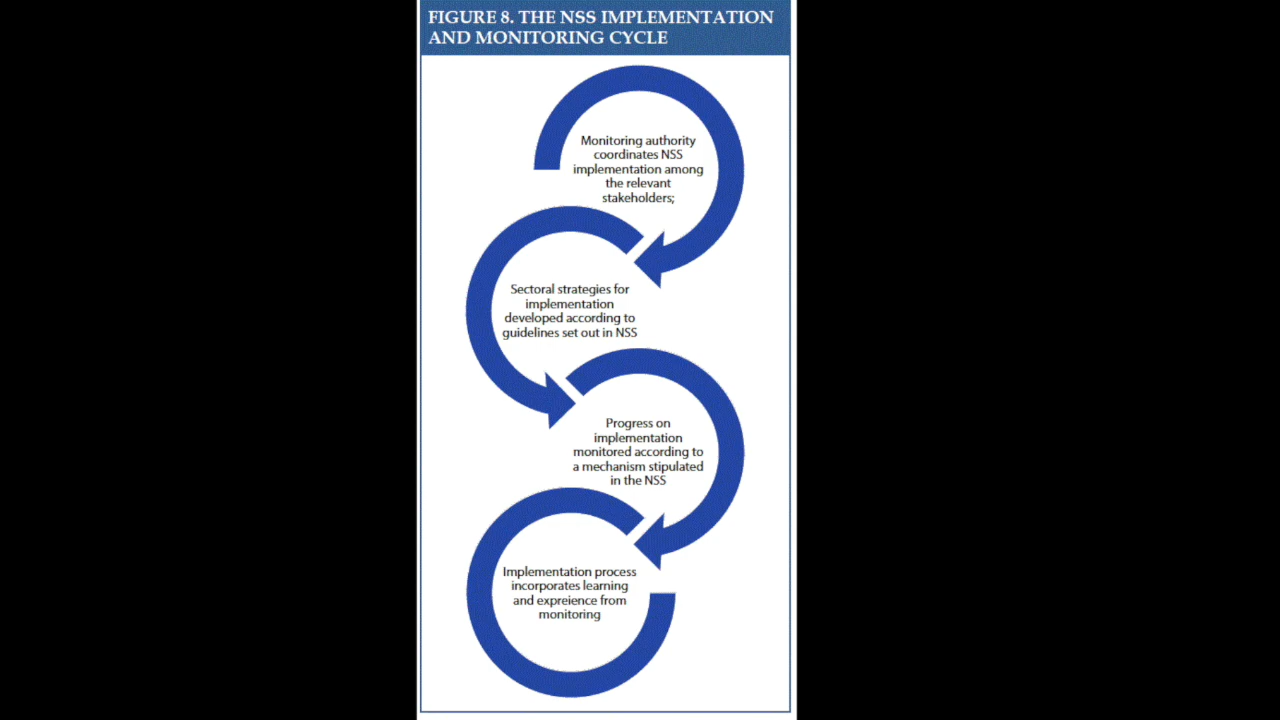 FIGURE 8. THE NSS IMPLEMENTATION
AND MONITORING CYCLE
Monitoring authority
coordinates NSS
implementation among
the relevant
stakeholders;
Sectoral strategies for
implementation
developed according to
guidelines set out in NSS
Progress on
implementation
monitored according to
a mechanism stipulated
in the NSS
Implementation process
incorporates learning
and expreience from
monitoring